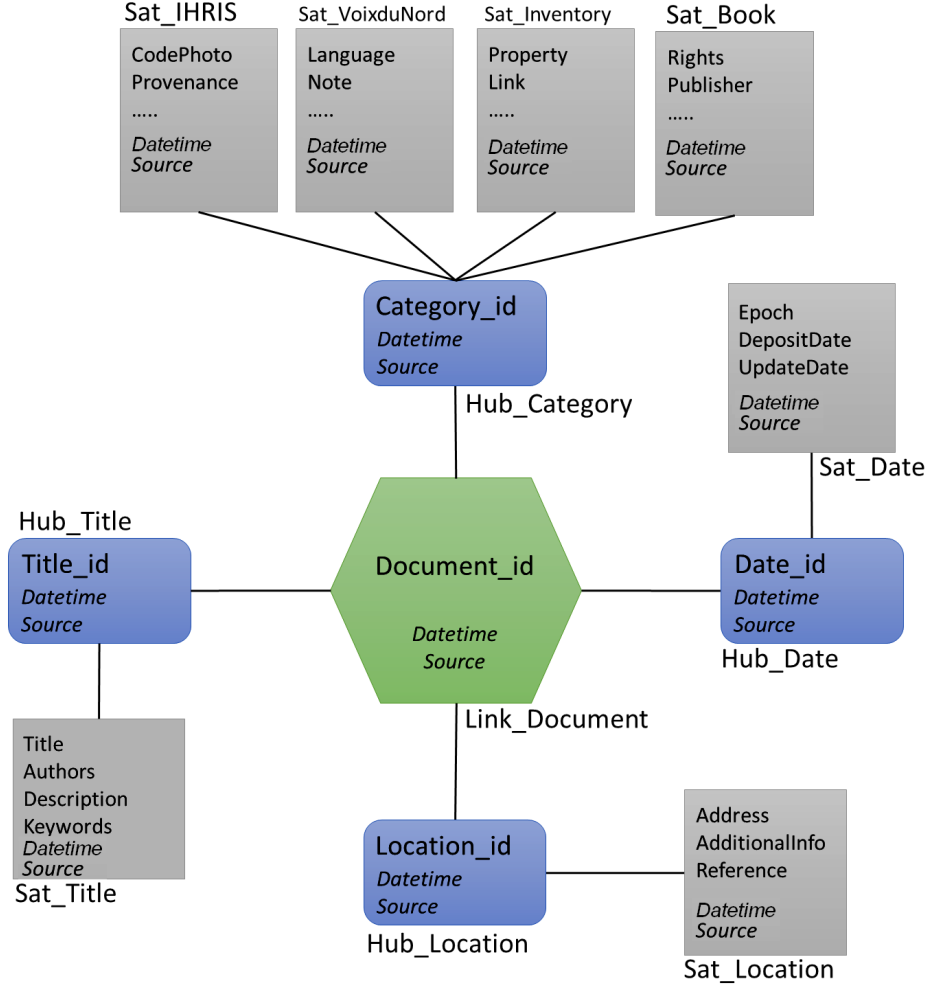 Sat_IHRIS
CodePhoto
Provenance
.....
Datetime
Source
Sat_VoixduNord
Language
Note
.....
Datetime
Source
Sat_Inventory
Property
Link
.....
Datetime
Source
Sat_Book
Rights
Publisher
.....
Datetime
Source
Category_id
Datetime
Source
Hub_Category
Epoch
DepositDate
UpdateDate
Datetime
Source
Sat_Date
Hub_Title
Title_id
Datetime
Source
Document_id
Datetime
Source
Link_Document
Date_id
Datetime
Source
Hub_Date
Title
Authors
Description
Keywords
Datetime
Source
Sat_Title
Location_id
Datetime
Source
Hub_Location
Address
AdditionalInfo
Reference
Datetime
Source
Sat_Location